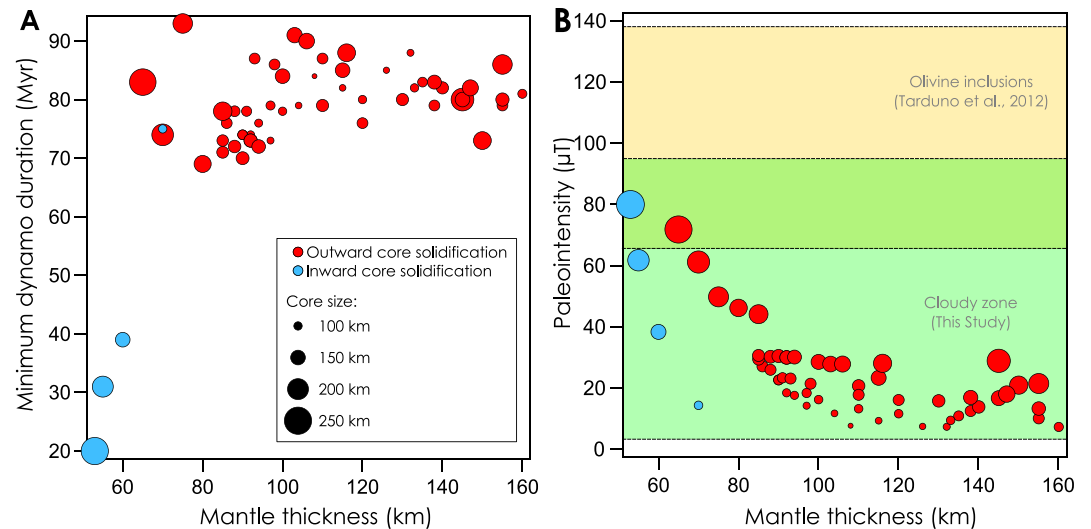 A
Minimum dynamo duration (Myr)
90
80
70
60
50
40
30
20
Outward core solidification
Inward core solidification
Core size:
100 km
150 km
200 km
250 km
60
80
100
120
140
160
Mantle thickness (km)
B
Paleointensity (μT)
140
120
100
80
60
40
20
0
Olivine inclusions
(Tarduno et al., 2012)
Cloudy zone
(This Study)
60
80
100
120
140
160
Mantle thickness (km)